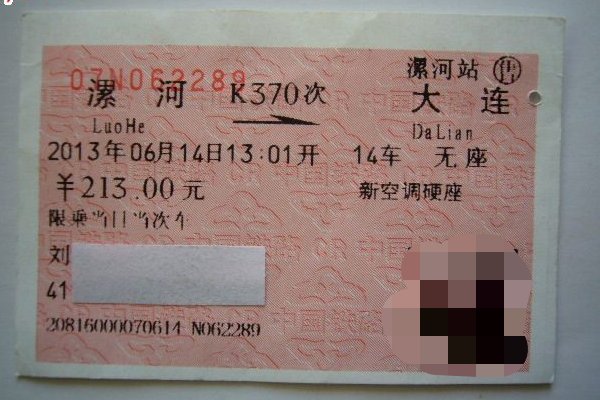 07N062289
漯河站 售
漯河 K370次 大连
LuoHe DaLian
2013年06月14日13:01开 14车 无座
￥213.00元 新空调硬座
限乘当日当次车
刘
41
20816000070614 N062289